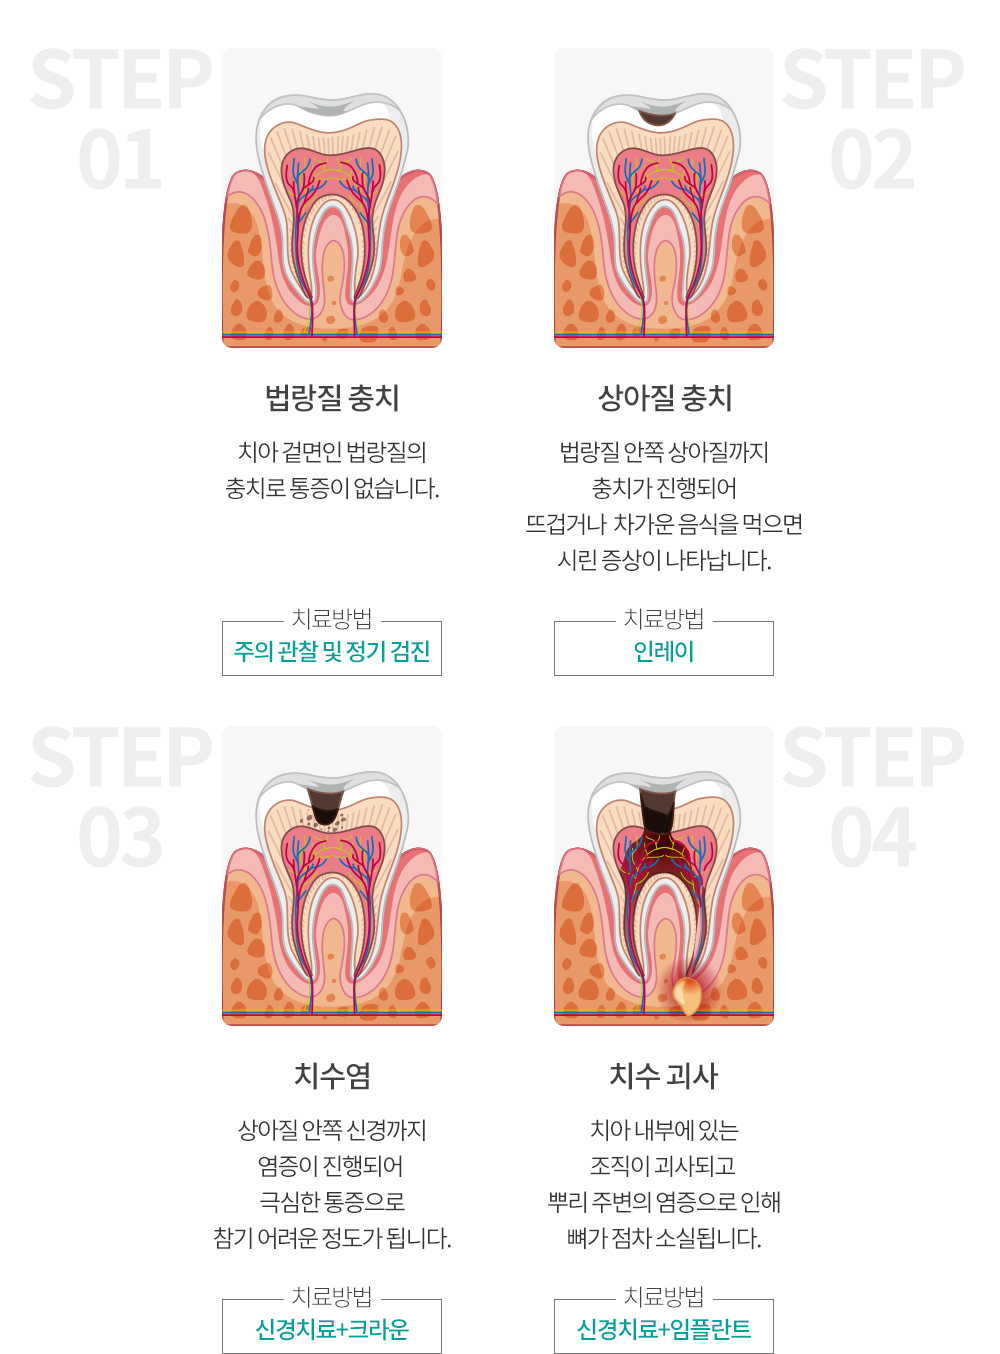 STEP
01
법랑질 충치
치아 겉면인 법랑질의
충치로 통증이 없습니다.
치료방법
주의 관찰 및 정기 검진
STEP
02
상아질 충치
법랑질 안쪽 상아질까지
충치가 진행되어
뜨겁거나 차가운 음식을 먹으면
시린 증상이 나타납니다.
치료방법
인레이
STEP
03
치수염
상아질 안쪽 신경까지
염증이 진행되어
극심한 통증으로
참기 어려운 정도가 됩니다.
치료방법
신경치료+크라운
STEP
04
치수 괴사
치아 내부에 있는
조직이 괴사되고
뿌리 주변의 염증으로 인해
뼈가 점차 소실됩니다.
치료방법
신경치료+임플란트